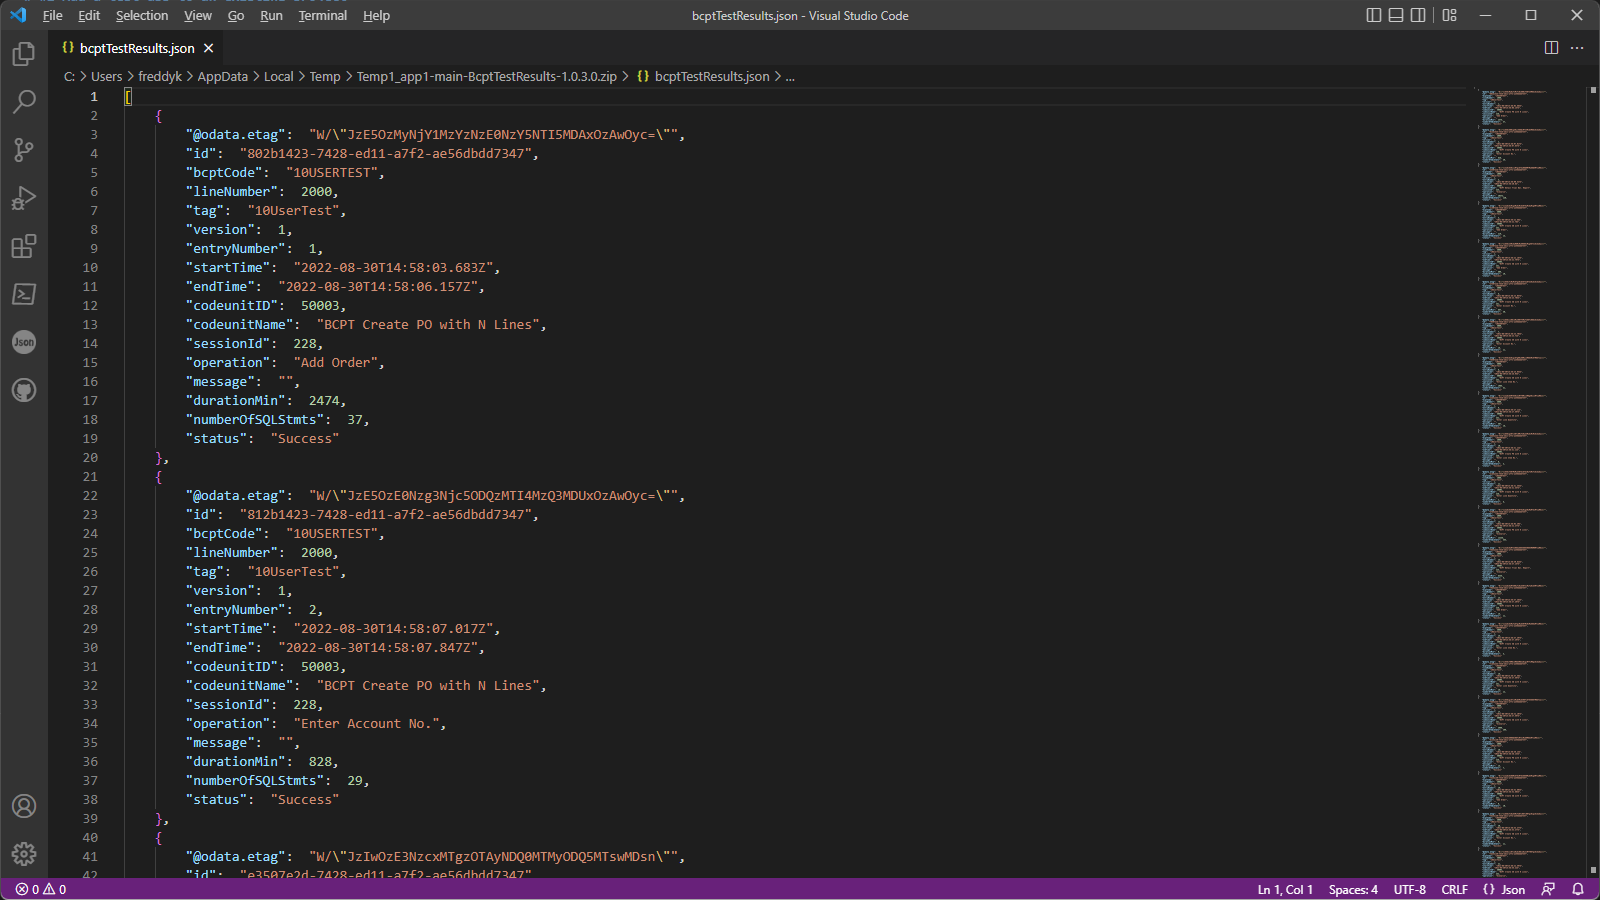 File Edit Selection View Go Run Terminal Help bcptTestResults.json - Visual Studio Code
{} bcptTestResults.json ×
C: > Users > freddyk > AppData > Local > Temp > Temp1_app1-main-BcptTestResults-1.0.3.0.zip > {} bcptTestResults.json > ...
1 [
2 {
3 "@odata.etag": "W/\"JzE5OzMyNjY1MzYzNzE0NzY5NTI5MDAxOzAwOyc=\"",
4 "id": "802b1423-7428-ed11-a7f2-ae56dbdd7347",
5 "bcptCode": "10USERTEST",
6 "lineNumber": 2000,
7 "tag": "10UserTest",
8 "version": 1,
9 "entryNumber": 1,
10 "startTime": "2022-08-30T14:58:03.683Z",
11 "endTime": "2022-08-30T14:58:06.157Z",
12 "codeunitID": 50003,
13 "codeunitName": "BCPT Create PO with N Lines",
14 "sessionId": 228,
15 "operation": "Add Order",
16 "message": "",
17 "durationMin": 2474,
18 "numberOfSQLStmts": 37,
19 "status": "Success"
20 },
21 {
22 "@odata.etag": "W/\"JzE5OzE0Nzg3Njc5ODQzMTI4MzQ3MDUxOzAwOyc=\"",
23 "id": "812b1423-7428-ed11-a7f2-ae56dbdd7347",
24 "bcptCode": "10USERTEST",
25 "lineNumber": 2000,
26 "tag": "10UserTest",
27 "version": 1,
28 "entryNumber": 2,
29 "startTime": "2022-08-30T14:58:07.017Z",
30 "endTime": "2022-08-30T14:58:07.847Z",
31 "codeunitID": 50003,
32 "codeunitName": "BCPT Create PO with N Lines",
33 "sessionId": 228,
34 "operation": "Enter Account No.",
35 "message": "",
36 "durationMin": 828,
37 "numberOfSQLStmts": 29,
38 "status": "Success"
39 },
40 {
41 "@odata.etag": "W/\"JzIwOzE3NzcxMTgzOTAyNDQ0MTMyODQ5MTswMDsn\"",
42 "id": "e3507e2d-7428-ed11-a7f2-ae56dbdd7347"
Json
0 0 Ln 1, Col 1 Spaces: 4 UTF-8 CRLF {} Json